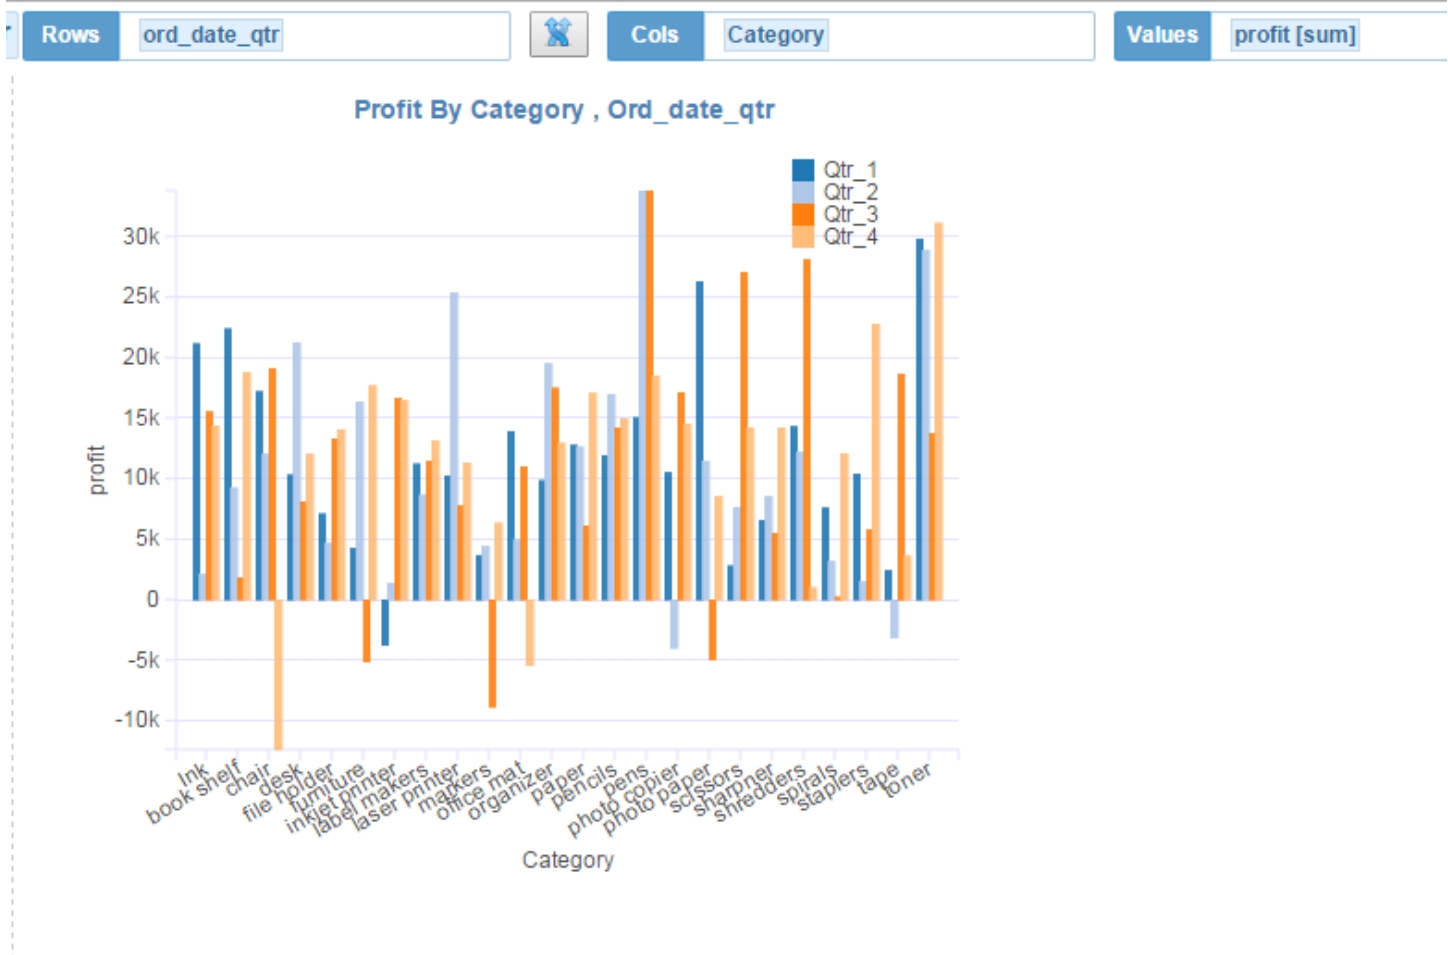 Rows ord_date_qtr Cols Category Values profit [sum]
Profit By Category , Ord_date_qtr
Qtr_1
Qtr_2
Qtr_3
Qtr_4
30k
25k
20k
15k
10k
5k
0
-5k
-10k
profit
Ink
book shelf
chair
desk
file holder
furniture
inkjet printer
label makers
laser printer
markers
office mat
organizer
paper
pencils
pens
photo copier
photo paper
scissors
sharpner
shredders
spirals
staplers
tape
toner
Category